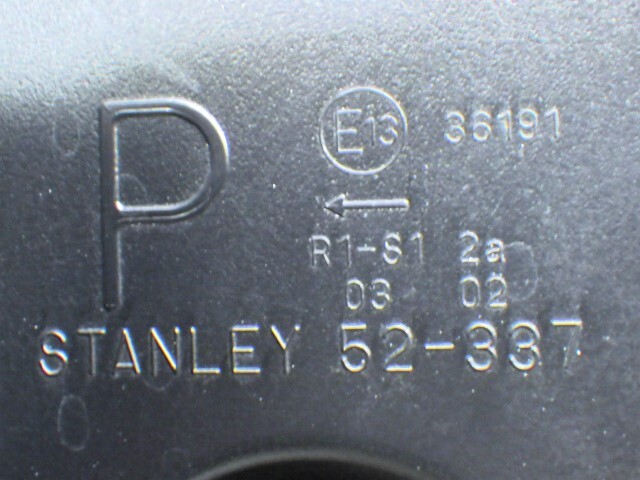 P
E13 36191
←
R1-S1 2a
03 02
STANLEY 52-337